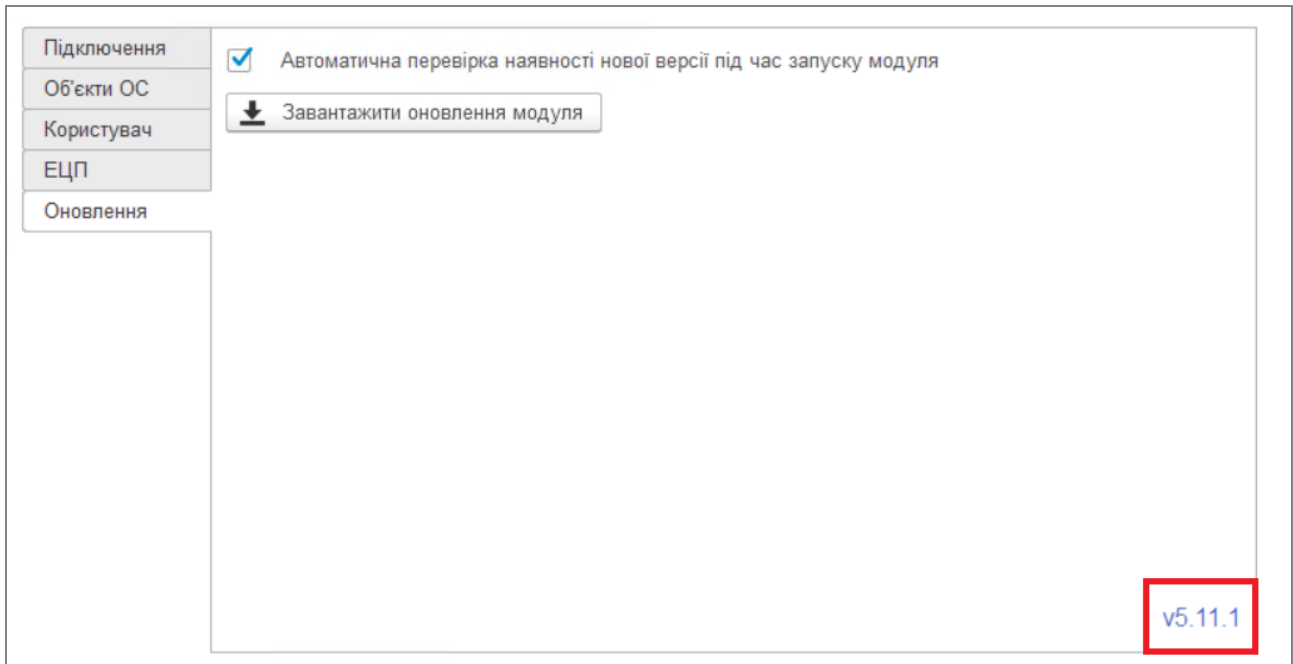 Підключення
Об'єкти ОС
Користувач
ЕЦП
Оновлення
Автоматична перевірка наявності нової версії під час запуску модуля
Завантажити оновлення модуля
v5.11.1